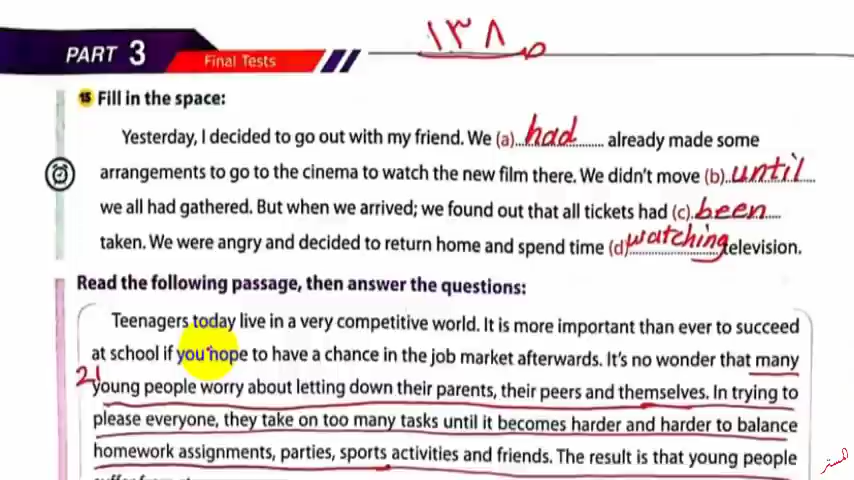 PART 3
Final Tests
ص ١٣٨
15 Fill in the space:
Yesterday, I decided to go out with my friend. We (a) had already made some
arrangements to go to the cinema to watch the new film there. We didn't move (b) until
we all had gathered. But when we arrived; we found out that all tickets had (c) been
taken. We were angry and decided to return home and spend time (d) watching television.
Read the following passage, then answer the questions:
Teenagers today live in a very competitive world. It is more important than ever to succeed
at school if you hope to have a chance in the job market afterwards. It's no wonder that many
21 young people worry about letting down their parents, their peers and themselves. In trying to
please everyone, they take on too many tasks until it becomes harder and harder to balance
homework assignments, parties, sports activities and friends. The result is that young people